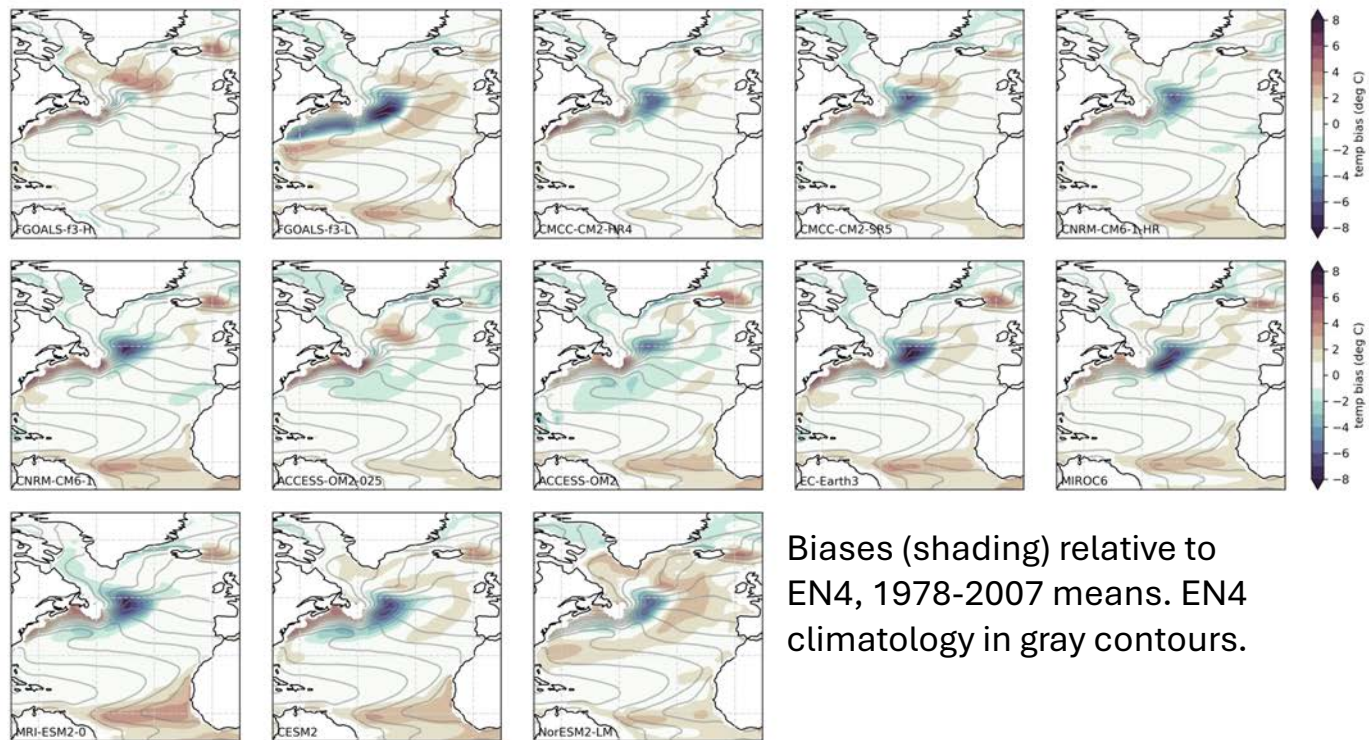 FGOALS-f3-H
FGOALS-f3-L
CMCC-CM2-HR4
CMCC-CM2-SR5
CNRM-CM6-1-HR
8
6
4
2
0
−2
−4
−6
−8
temp bias (deg C)
CNRM-CM6-1
ACCESS-OM2-025
ACCESS-OM2
EC-Earth3
MIROC6
8
6
4
2
0
−2
−4
−6
−8
temp bias (deg C)
MRI-ESM2-0
CESM2
NorESM2-LM
Biases (shading) relative to
EN4, 1978-2007 means. EN4
climatology in gray contours.